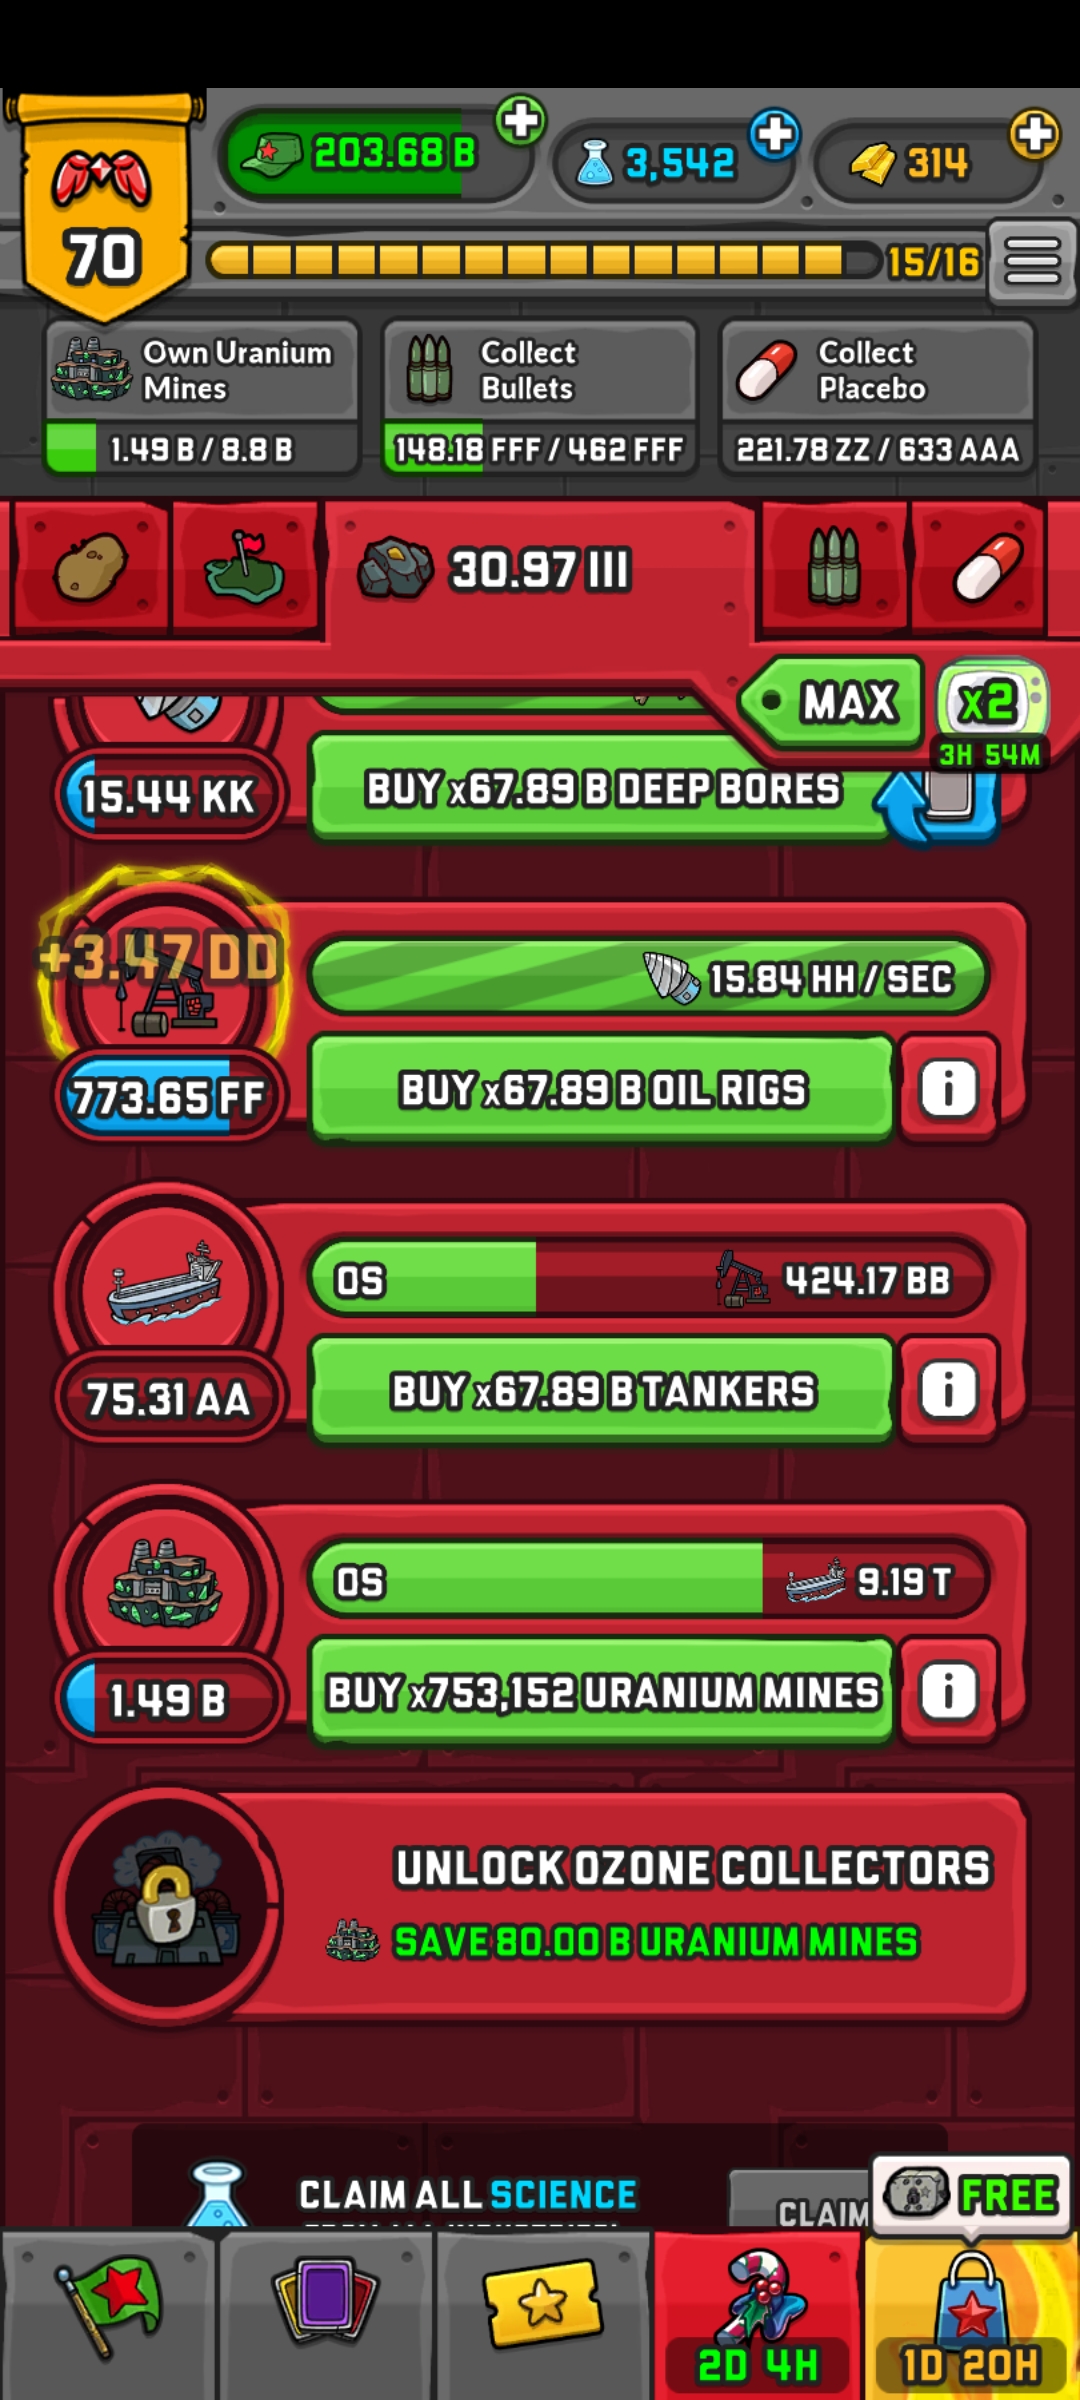 203.68 B
3,542
314
70
15/16
Own Uranium
Mines
Collect
Bullets
Collect
Placebo
1.49 B / 8.8 B
148.18 FFF / 462 FFF
221.78 ZZ / 633 AAA
30.97 III
MAX
x2
3H 54M
15.44 KK
BUY x67.89 B DEEP BORES
+3.47 DD
15.84 HH / SEC
773.65 FF
BUY x67.89 B OIL RIGS
i
0S
424.17 BB
75.31 AA
BUY x67.89 B TANKERS
i
0S
9.19 T
1.49 B
BUY x753,152 URANIUM MINES
i
UNLOCK OZONE COLLECTORS
SAVE 80.00 B URANIUM MINES
CLAIM ALL SCIENCE
CLAIM
FREE
2D 4H
1D 20H